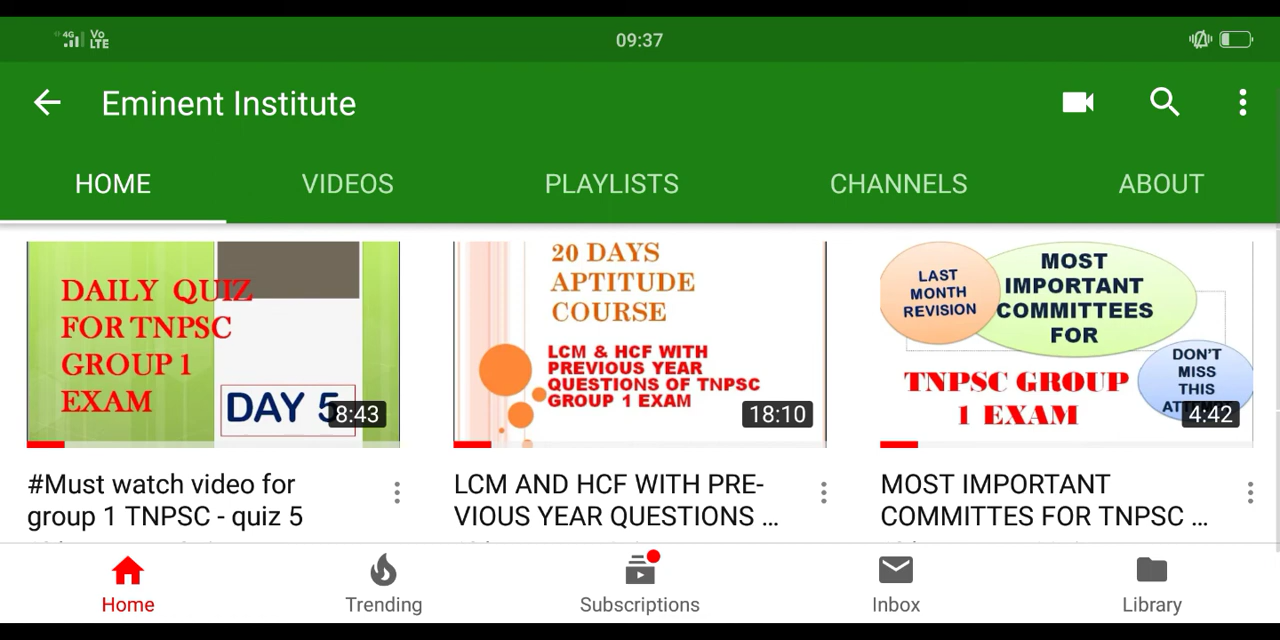 4G Vo LTE
09:37
Eminent Institute
HOME VIDEOS PLAYLISTS CHANNELS ABOUT
DAILY QUIZ
FOR TNPSC
GROUP 1
EXAM
DAY 5
8:43
20 DAYS
APTITUDE
COURSE
LCM & HCF WITH
PREVIOUS YEAR
QUESTIONS OF TNPSC
GROUP 1 EXAM
18:10
LAST
MONTH
REVISION
MOST
IMPORTANT
COMMITTEES
FOR
TNPSC GROUP
1 EXAM
DON'T
MISS
THIS
4:42
#Must watch video for
group 1 TNPSC - quiz 5
LCM AND HCF WITH PRE-
VIOUS YEAR QUESTIONS ...
MOST IMPORTANT
COMMITTES FOR TNPSC ...
Home Trending Subscriptions Inbox Library